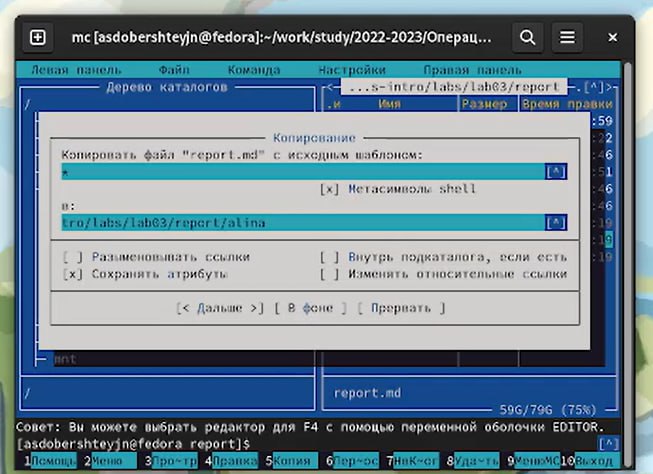 mc [asdobershteyjn@fedora]:~/work/study/2022-2023/Операц...
Левая панель Файл Команда Настройки Правая панель
Дерево каталогов
<─ ...s-intro/labs/lab03/report ─.[^]>
/
.и Имя Размер Время правки
:59
:22
:46
:51
:46
:46
:19
:19
:19
Копирование
Копировать файл "report.md" с исходным шаблоном:
* [^]
[x] Метасимволы shell
в:
tro/labs/lab03/report/alina [^]
[ ] Разыменовывать ссылки [ ] Внутрь подкаталога, если есть
[x] Сохранять атрибуты [ ] Изменять относительные ссылки
[< Дальше >] [ В фоне ] [ Прервать ]
mnt
/ report.md
59G/79G (75%)
Совет: Вы можете выбрать редактор для F4 с помощью переменной оболочки EDITOR.
[asdobershteyjn@fedora report]$ [^]
1Помощь 2Меню 3Про~тр 4Правка 5Копия 6Пер~ос 7НвК~ог 8Уда~ть 9МенюMC 10Выход